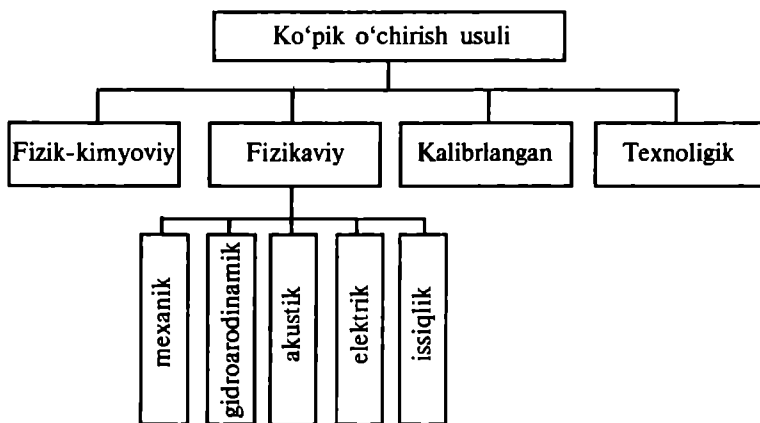 Ko‘pik o‘chirish usuli
Fizik-kimyoviy
Fizikaviy
Kalibrlangan
Texnoligik
mexanik
gidroarodinamik
akustik
elektrik
issiqlik